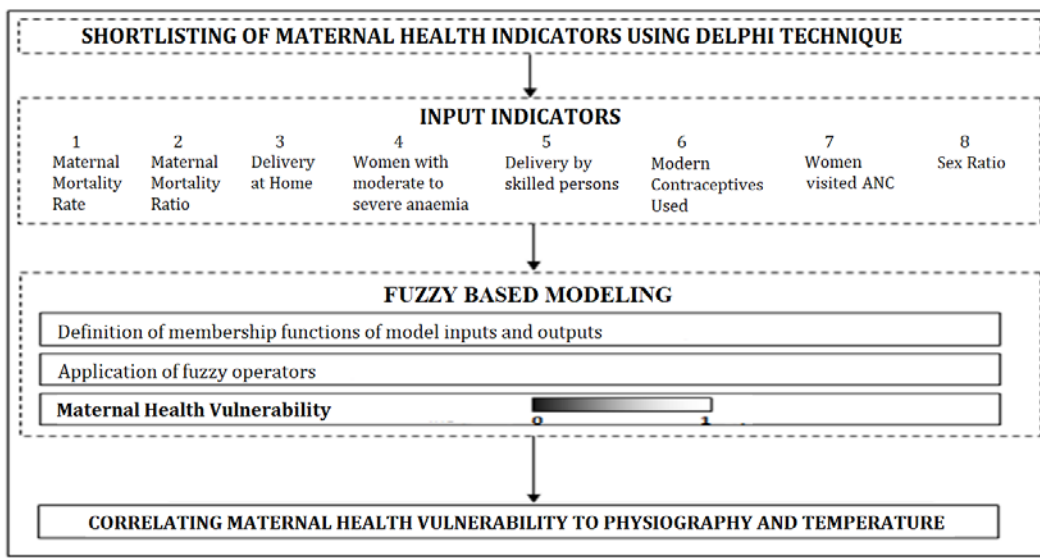 SHORTLISTING OF MATERNAL HEALTH INDICATORS USING DELPHI TECHNIQUE
INPUT INDICATORS
1
Maternal
Mortality
Rate
2
Maternal
Mortality
Ratio
3
Delivery
at Home
4
Women with
moderate to
severe anaemia
5
Delivery by
skilled persons
6
Modern
Contraceptives
Used
7
Women
visited ANC
8
Sex Ratio
FUZZY BASED MODELING
Definition of membership functions of model inputs and outputs
Application of fuzzy operators
Maternal Health Vulnerability
0 1
CORRELATING MATERNAL HEALTH VULNERABILITY TO PHYSIOGRAPHY AND TEMPERATURE